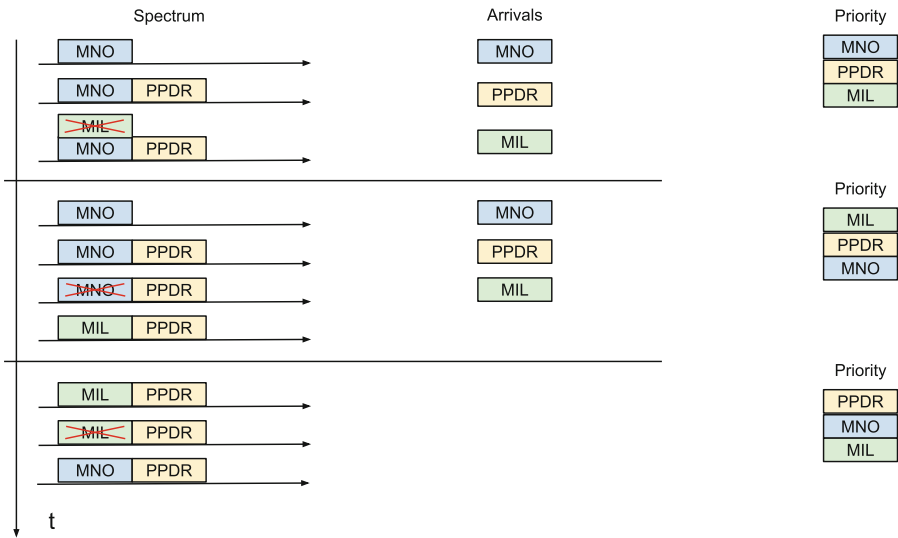 Spectrum Arrivals Priority
MNO MNO MNO
PPDR
MNO PPDR PPDR MIL
MIL
MNO PPDR MIL
Priority
MNO MNO MIL
MNO PPDR PPDR PPDR
MNO
MNO PPDR MIL
MIL PPDR
Priority
MIL PPDR PPDR
MIL PPDR MNO
MIL
MNO PPDR
t